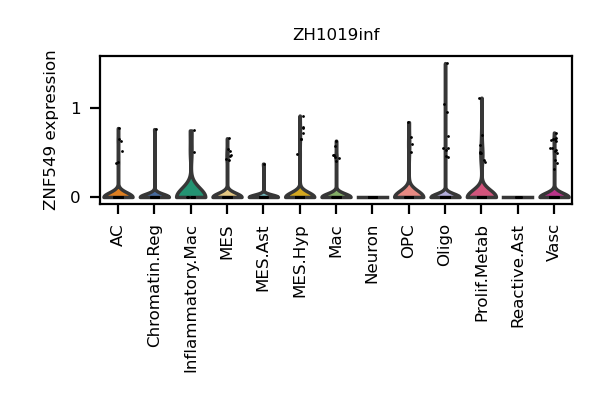 ZH1019inf
ZNF549 expression
1
0
AC
Chromatin.Reg
Inflammatory.Mac
MES
MES.Ast
MES.Hyp
Mac
Neuron
OPC
Oligo
Prolif.Metab
Reactive.Ast
Vasc